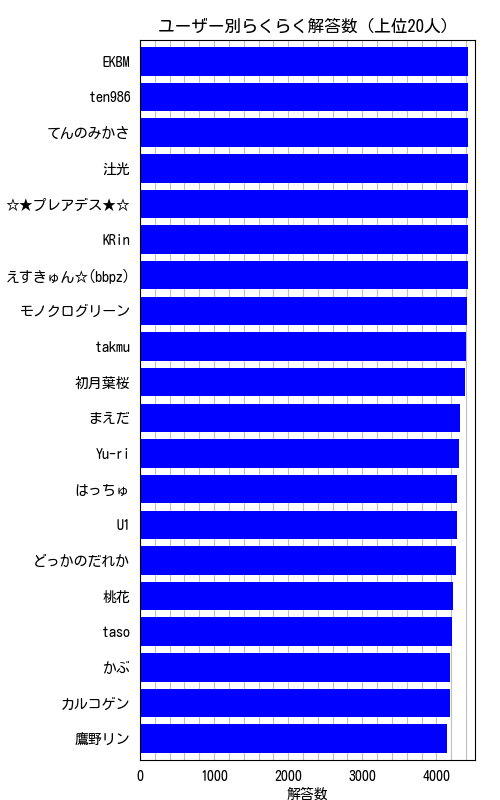 ユーザー別らくらく解答数（上位20人）
EKBM
ten986
てんのみかさ
汢光
☆★プレアデス★☆
KRin
えすきゅん☆(bbpz)
モノクログリーン
takmu
初月葉桜
まえだ
Yu-ri
はっちゅ
U1
どっかのだれか
桃花
taso
かぶ
カルコゲン
鷹野リン
0 1000 2000 3000 4000
解答数